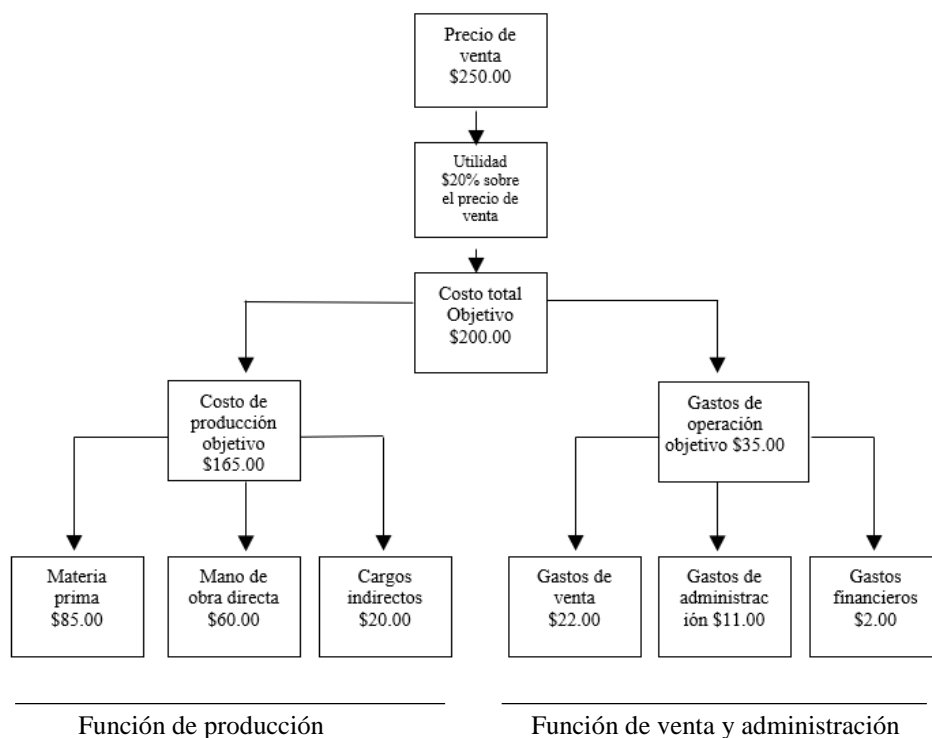 Precio de
venta
$250.00
Utilidad
$20% sobre
el precio de
venta
Costo total
Objetivo
$200.00
Costo de
producción
objetivo
$165.00
Gastos de
operación
objetivo $35.00
Materia
prima
$85.00
Mano de
obra directa
$60.00
Cargos
indirectos
$20.00
Gastos de
venta
$22.00
Gastos de
administrac
ión $11.00
Gastos
financieros
$2.00
Función de producción
Función de venta y administración